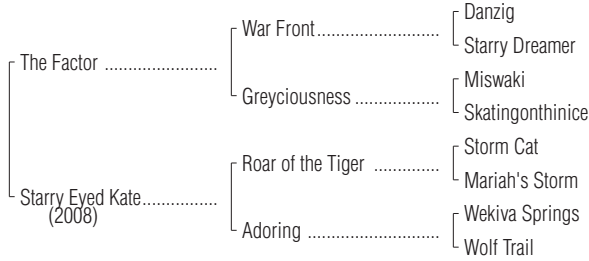 Danzig
War Front
Starry Dreamer
The Factor
Miswaki
Greyciousness
Skatingonthinice
Storm Cat
Roar of the Tiger
Mariah's Storm
Starry Eyed Kate
(2008)
Wekiva Springs
Adoring
Wolf Trail